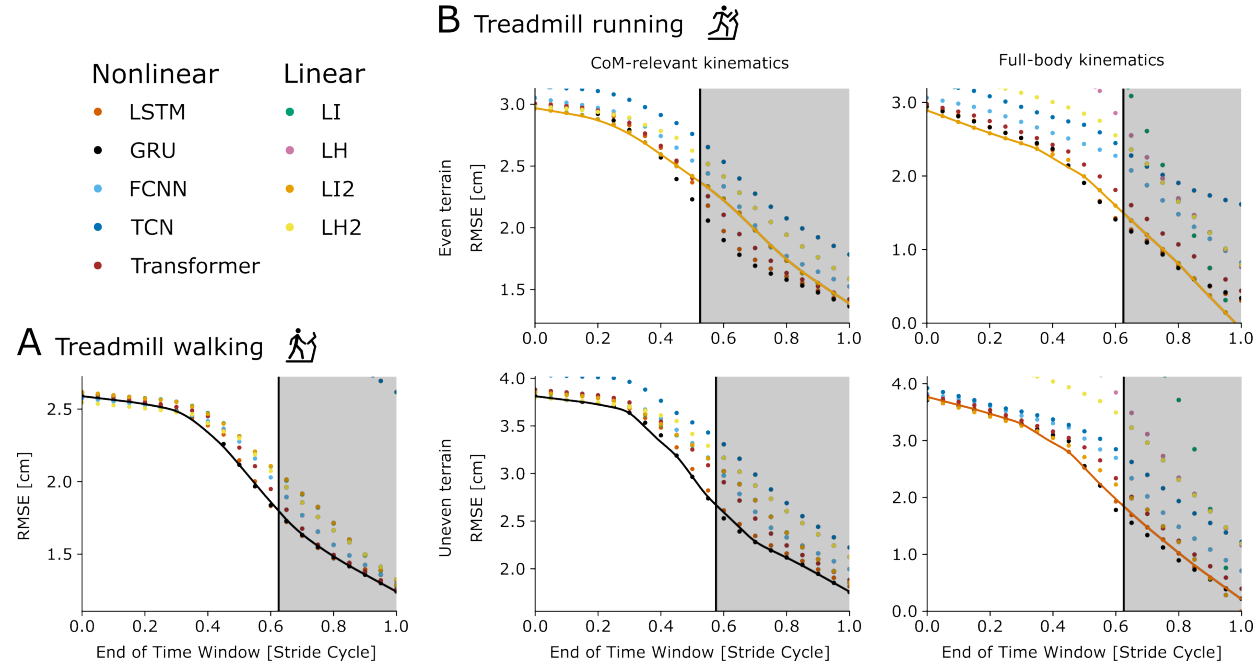 B Treadmill running
CoM-relevant kinematics
Full-body kinematics
Nonlinear
Linear
LSTM
GRU
FCNN
TCN
Transformer
LI
LH
LI2
LH2
Even terrain
RMSE [cm]
3.0
2.5
2.0
1.5
0.0 0.2 0.4 0.6 0.8 1.0
3.0
2.0
1.0
0.0
0.0 0.2 0.4 0.6 0.8 1.0
A Treadmill walking
RMSE [cm]
2.5
2.0
1.5
0.0 0.2 0.4 0.6 0.8 1.0
End of Time Window [Stride Cycle]
Uneven terrain
RMSE [cm]
4.0
3.5
3.0
2.5
2.0
0.0 0.2 0.4 0.6 0.8 1.0
End of Time Window [Stride Cycle]
4.0
3.0
2.0
1.0
0.0
0.0 0.2 0.4 0.6 0.8 1.0
End of Time Window [Stride Cycle]